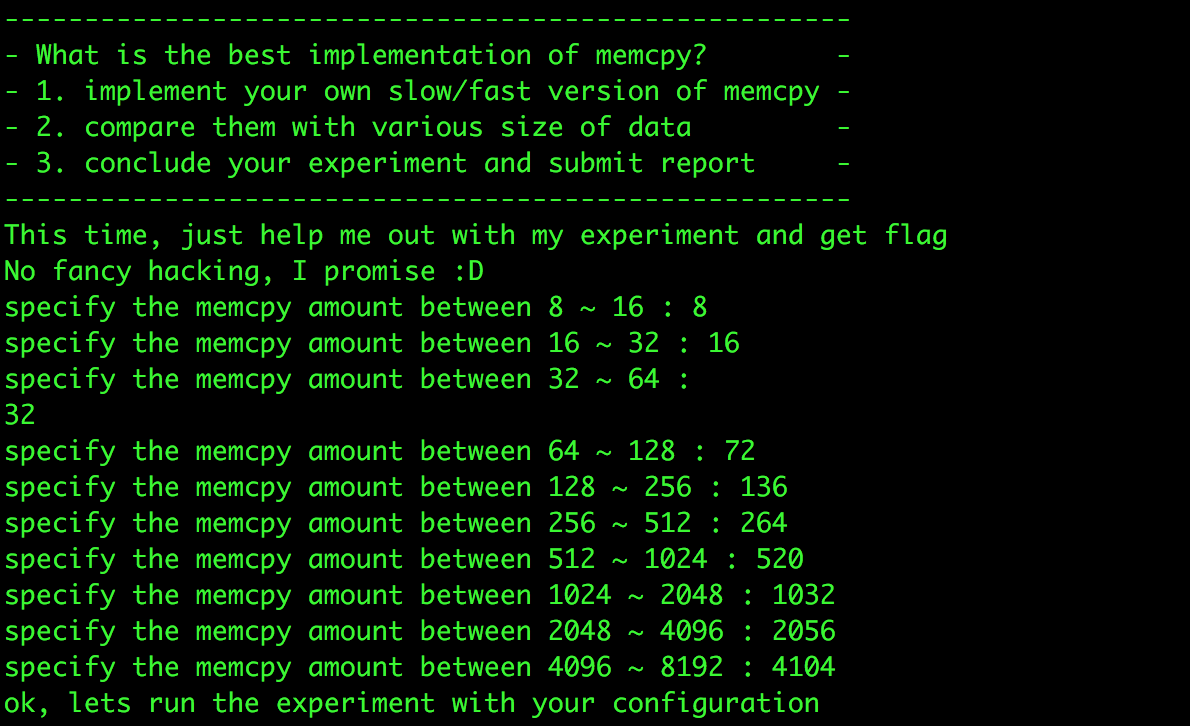 -----------------------------------------------------
- What is the best implementation of memcpy?        -
- 1. implement your own slow/fast version of memcpy -
- 2. compare them with various size of data         -
- 3. conclude your experiment and submit report     -
-----------------------------------------------------
This time, just help me out with my experiment and get flag
No fancy hacking, I promise :D
specify the memcpy amount between 8 ~ 16 : 8
specify the memcpy amount between 16 ~ 32 : 16
specify the memcpy amount between 32 ~ 64 :
32
specify the memcpy amount between 64 ~ 128 : 72
specify the memcpy amount between 128 ~ 256 : 136
specify the memcpy amount between 256 ~ 512 : 264
specify the memcpy amount between 512 ~ 1024 : 520
specify the memcpy amount between 1024 ~ 2048 : 1032
specify the memcpy amount between 2048 ~ 4096 : 2056
specify the memcpy amount between 4096 ~ 8192 : 4104
ok, lets run the experiment with your configuration